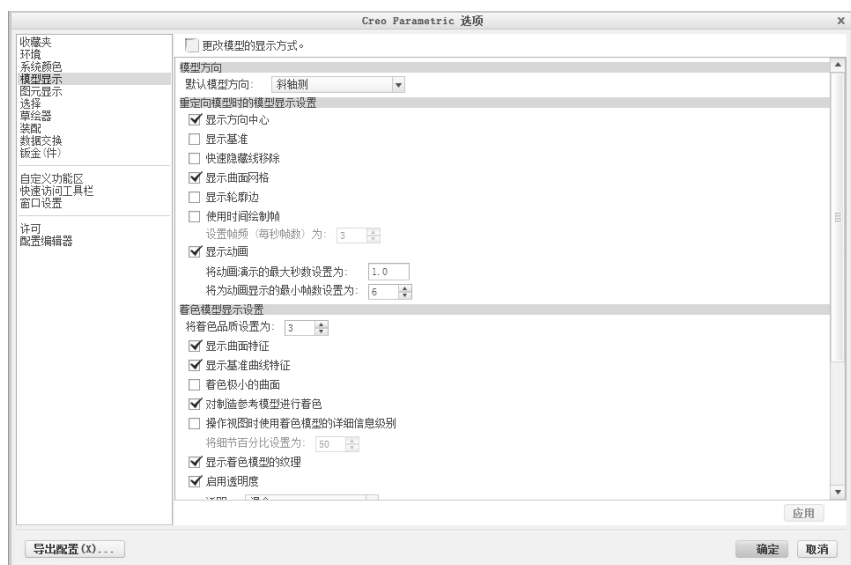 Creo Parametric 选项
X
收藏夹
环境
系统颜色
模型显示
图元显示
选择
草绘器
装配
数据交换
钣金(件)
自定义功能区
快速访问工具栏
窗口设置
许可
配置编辑器
更改模型的显示方式。
模型方向
默认模型方向: 斜轴测
重定向模型时的模型显示设置
显示方向中心
显示基准
快速隐藏线移除
显示曲面网格
显示轮廓边
使用时间绘制帧
设置帧频(每秒帧数)为: 3
显示动画
将动画演示的最大秒数设置为: 1.0
将为动画显示的最小帧数设置为: 6
着色模型显示设置
将着色品质设置为: 3
显示曲面特征
显示基准曲线特征
着色极小的曲面
对制造参考模型进行着色
操作视图时使用着色模型的详细信息级别
将细节百分比设置为: 50
显示着色模型的纹理
启用透明度
应用
导出配置(X)...
确定
取消